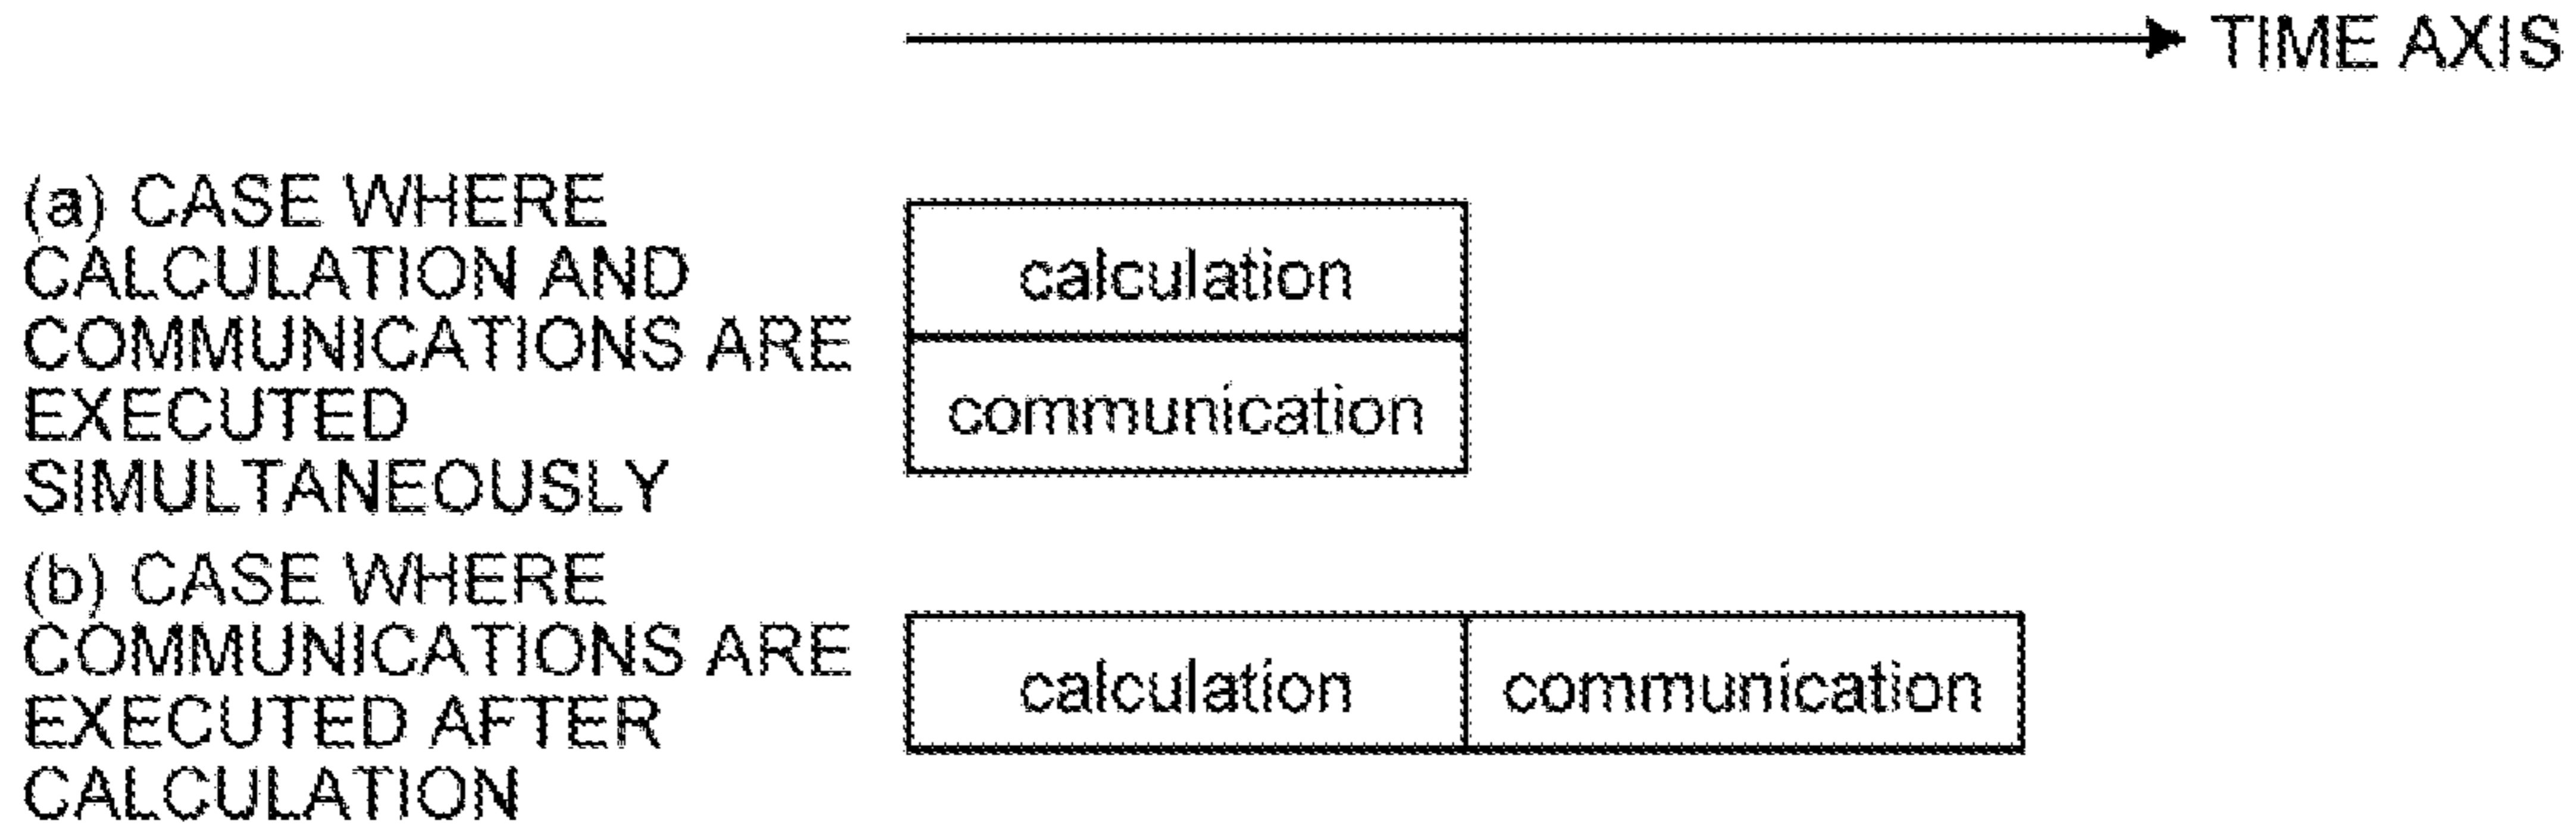 TIME AXIS
(a) CASE WHERE
CALCULATION AND
COMMUNICATIONS ARE
EXECUTED
SIMULTANEOUSLY
calculation
communication
(b) CASE WHERE
COMMUNICATIONS ARE
EXECUTED AFTER
CALCULATION
calculation communication